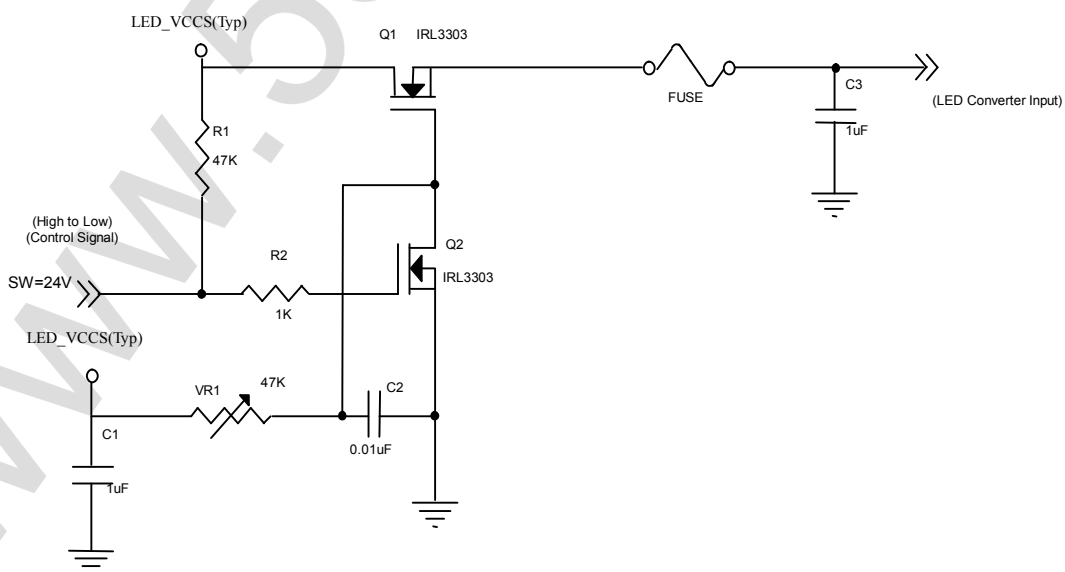 LED_VCCS(Typ)
Q1 IRL3303
FUSE
C3
1uF
(LED Converter Input)
R1
47K
(High to Low)
(Control Signal)
SW=24V
R2
1K
Q2
IRL3303
LED_VCCS(Typ)
VR1
47K
C2
0.01uF
C1
1uF